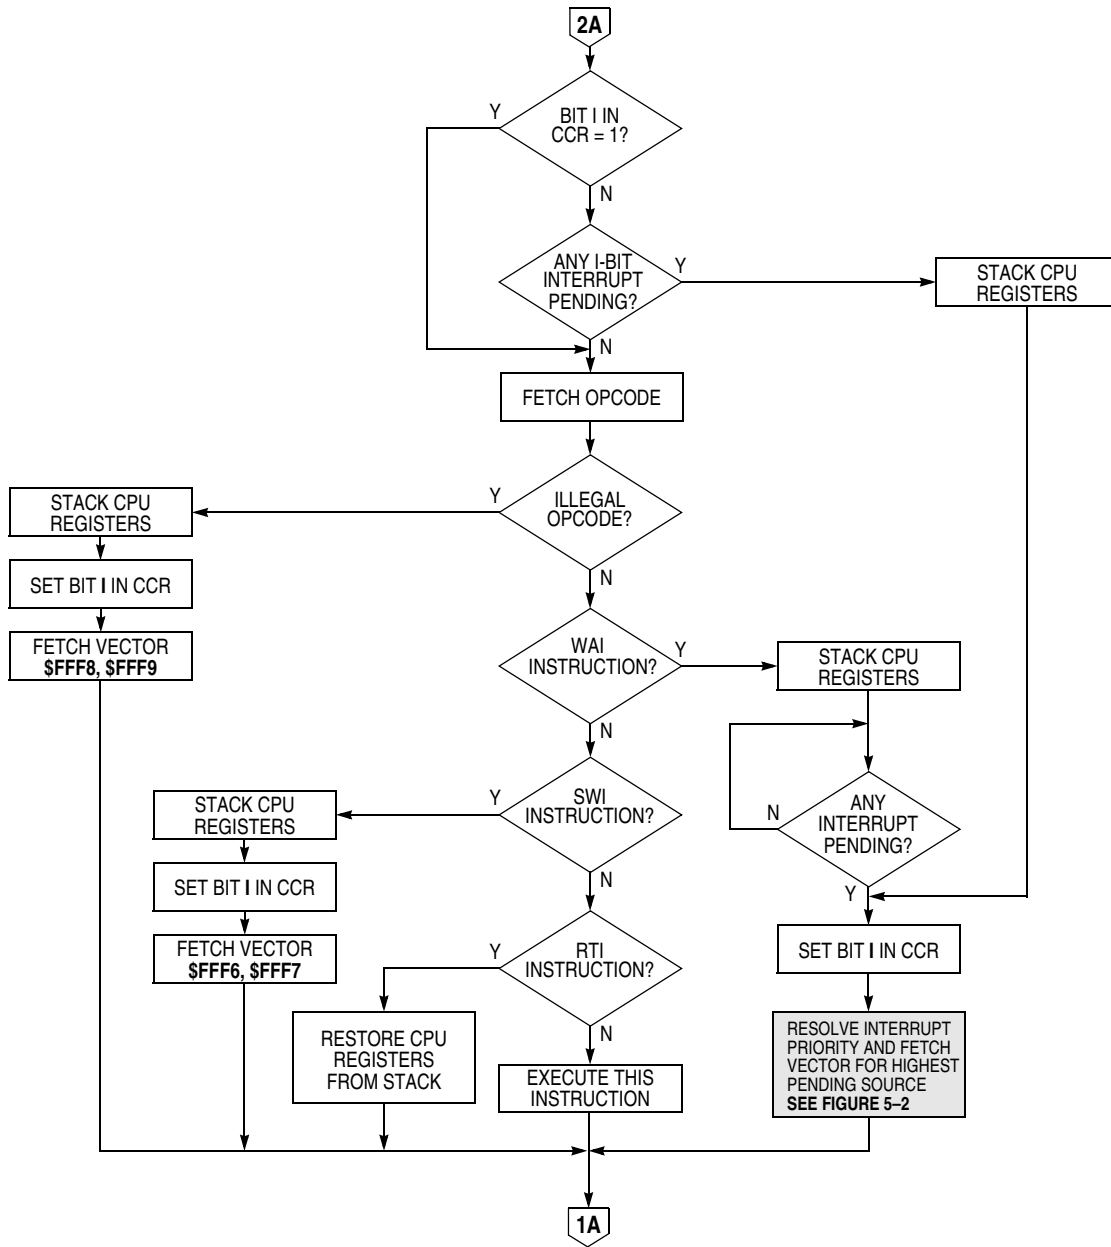 2A
Y
BIT I IN
CCR = 1?
N
ANY I-BIT
INTERRUPT
PENDING?
Y
STACK CPU
REGISTERS
N
FETCH OPCODE
Y
ILLEGAL
OPCODE?
STACK CPU
REGISTERS
N
SET BIT I IN CCR
FETCH VECTOR
$FFF8, $FFF9
WAI
INSTRUCTION?
Y
STACK CPU
REGISTERS
N
Y
SWI
INSTRUCTION?
STACK CPU
REGISTERS
N
ANY
INTERRUPT
PENDING?
N
Y
SET BIT I IN CCR
FETCH VECTOR
$FFF6, $FFF7
Y
RTI
INSTRUCTION?
SET BIT I IN CCR
N
RESTORE CPU
REGISTERS
FROM STACK
EXECUTE THIS
INSTRUCTION
RESOLVE INTERRUPT
PRIORITY AND FETCH
VECTOR FOR HIGHEST
PENDING SOURCE
SEE FIGURE 5–2
1A